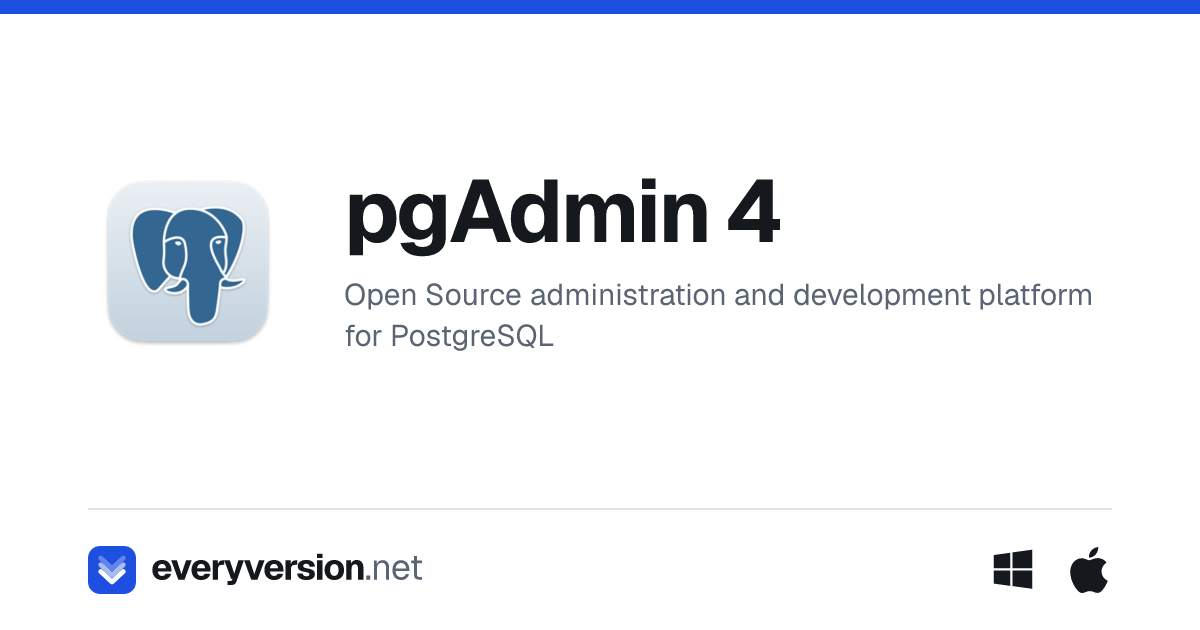 pgAdmin 4
Open Source administration and development platform
for PostgreSQL
everyversion.net